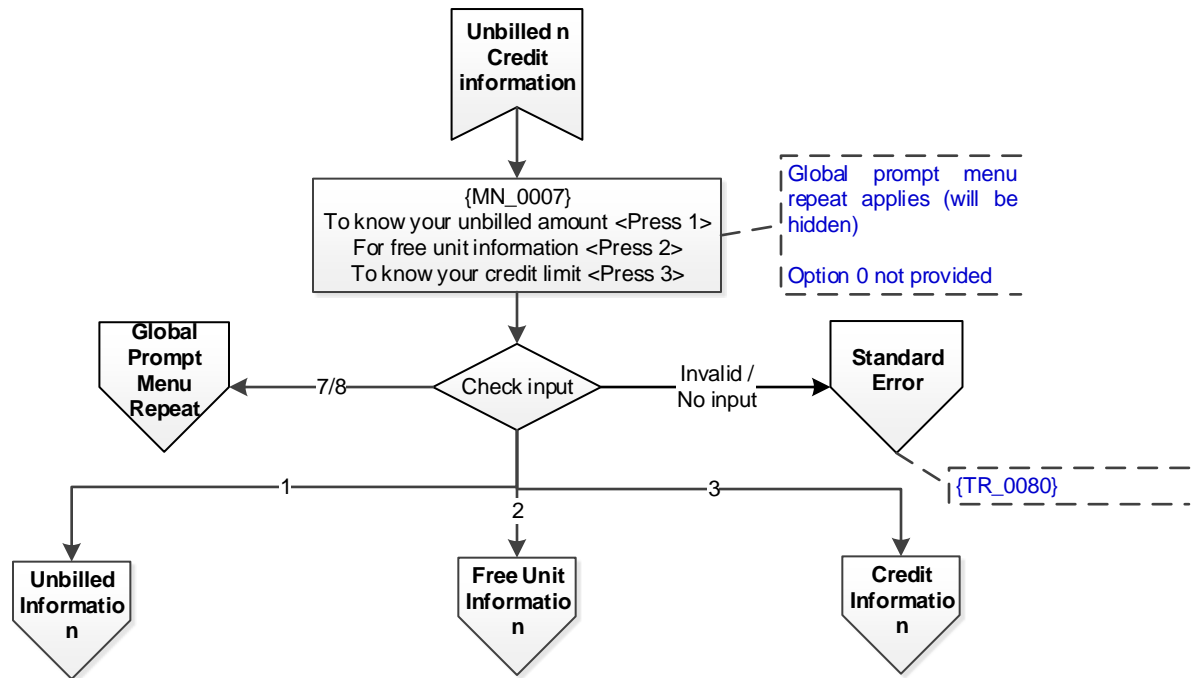 Unbilled n
Credit
information
{MN_0007}
To know your unbilled amount <Press 1>
For free unit information <Press 2>
To know your credit limit <Press 3>
Global prompt menu
repeat applies (will be
hidden)
Option 0 not provided
Global
Prompt
Menu
Repeat
7/8
Check input
Invalid /
No input
Standard
Error
{TR_0080}
1
2
3
Unbilled
Informatio
n
Free Unit
Informatio
n
Credit
Informatio
n